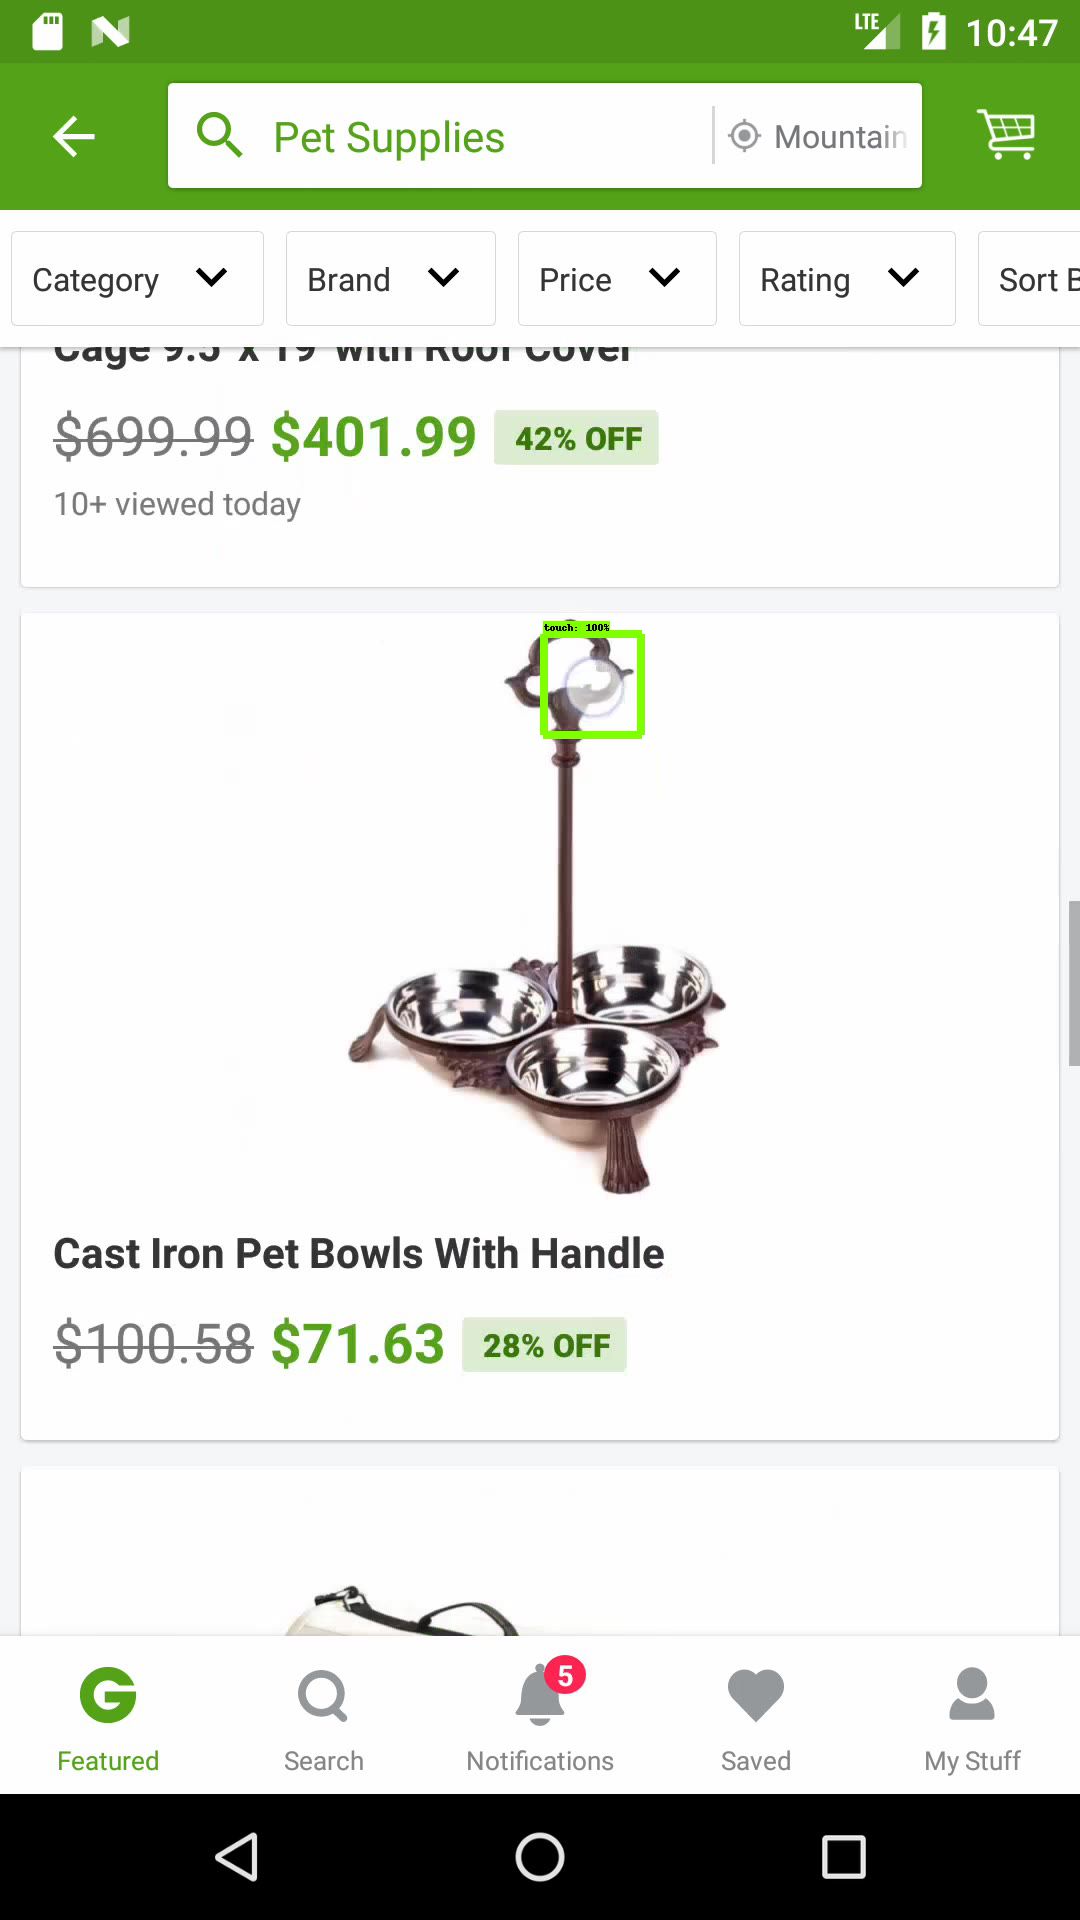 LTE 10:47
Pet Supplies Mountain
Category Brand Price Rating Sort B
Cage 9.5' x 19' with Roof Cover
$699.99 $401.99 42% OFF
10+ viewed today
touch: 100%
Cast Iron Pet Bowls With Handle
$100.58 $71.63 28% OFF
5
Featured Search Notifications Saved My Stuff